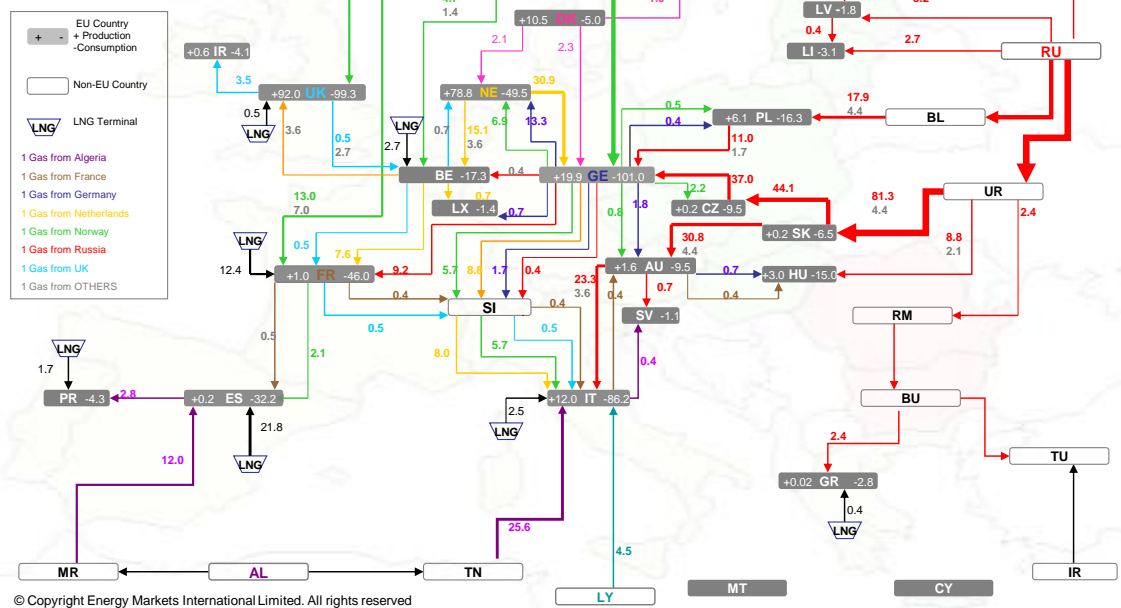 4.7
1.4
+10.5 DK -5.0
LV -1.8
EU Country
+ - + Production
-Consumption
0.4
+0.6 IR -4.1
2.1
2.3
LI -3.1
2.7
RU
Non-EU Country
3.5
+92.0 UK -99.3
+78.8 NE -49.5
30.9
LNG Terminal
LNG
0.5
LNG
3.6
0.5
2.7
LNG
2.7
0.7
15.1
3.6
6.9
13.3
0.5
0.4
+6.1 PL -16.3
17.9
4.4
BL
11.0
1.7
1 Gas from Algeria
1 Gas from France
1 Gas from Germany
1 Gas from Netherlands
1 Gas from Norway
1 Gas from Russia
1 Gas from UK
1 Gas from OTHERS
BE -17.3
0.4
+19.9 GE -101.0
37.0
44.1
81.3
4.4
UR
13.0
7.0
0.7
LX -1.4
0.7
0.8
1.8
2.2
+0.2 CZ -9.5
2.4
LNG
+0.2 SK -6.5
30.8
4.4
8.8
2.1
0.5
7.6
12.4
+1.0 FR -46.0
9.2
5.7
8.8
1.7
0.4
23.3
3.6
+1.6 AU -9.5
0.7
+3.0 HU -15.0
0.4
0.4
0.4
0.7
0.4
SI
SV -1.1
RM
0.5
0.5
0.5
2.1
8.0
5.7
0.4
LNG
1.7
2.8
PR -4.3
+0.2 ES -32.2
+12.0 IT -86.2
BU
2.5
LNG
21.8
LNG
12.0
2.4
TU
+0.02 GR -2.8
0.4
LNG
25.6
4.5
MR
AL
TN
IR
MT
CY
LY
© Copyright Energy Markets International Limited. All rights reserved